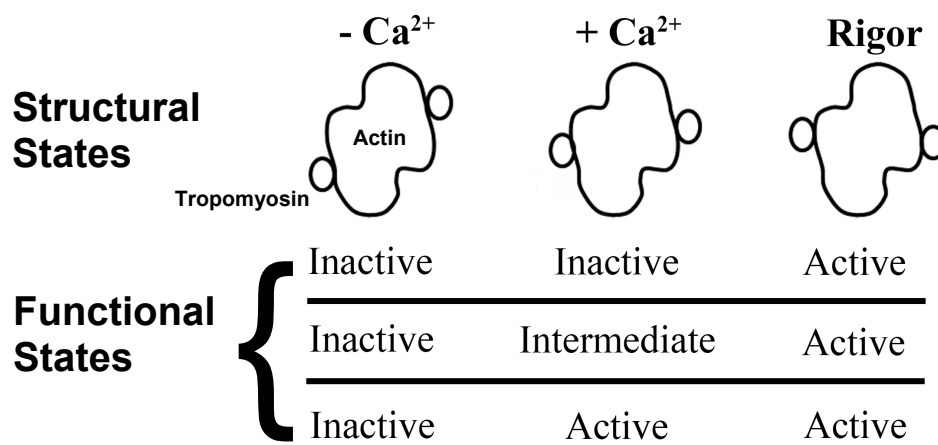 - Ca²⁺ + Ca²⁺ Rigor
Structural
States
Actin
Tropomyosin
Inactive Inactive Active
Functional
States
Inactive Intermediate Active
Inactive Active Active